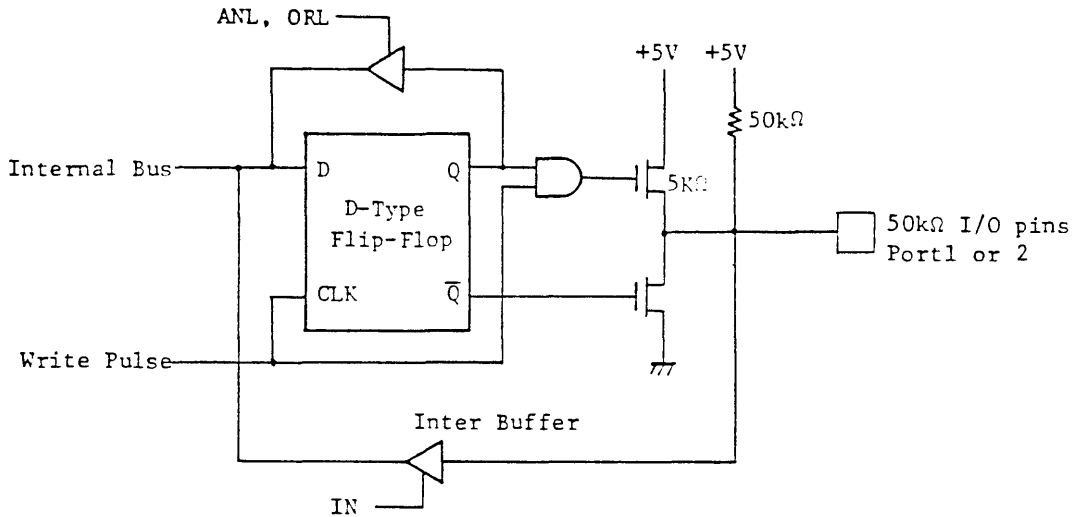 ANL, ORL
+5V
+5V
50kΩ
Internal Bus
D
Q
5KΩ
D-Type
Flip-Flop
50kΩ I/O pins
Port1 or 2
CLK
Q̅
Write Pulse
Inter Buffer
IN